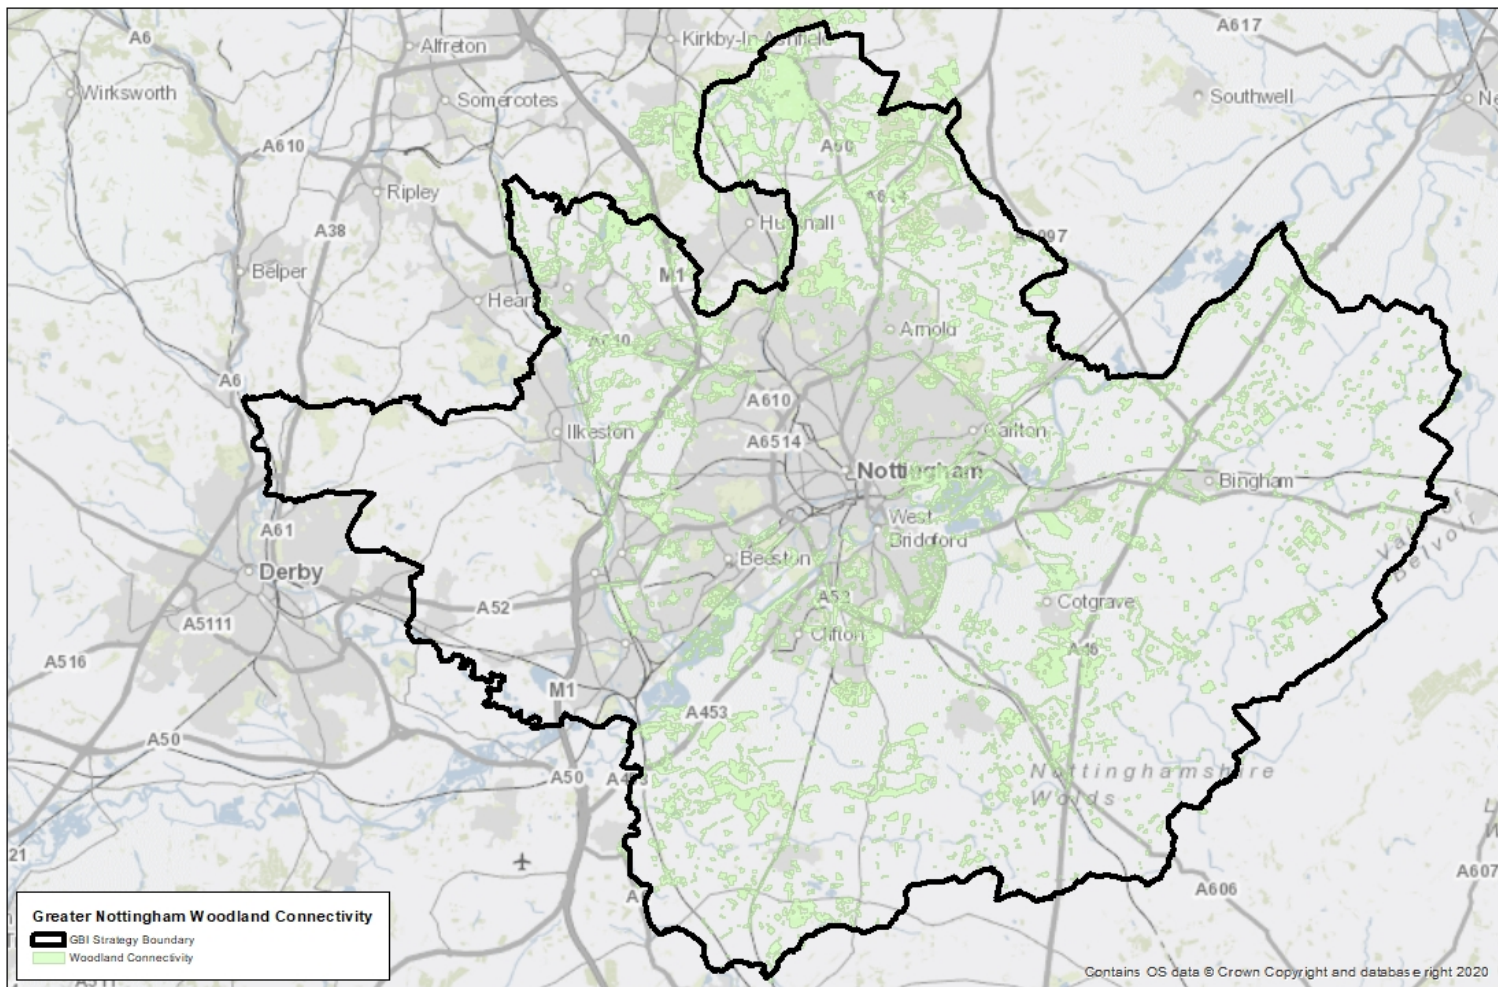 A617
A6
Alfreton
Kirkby-In-Ashfield
Wirksworth
Somercotes
Southwell
A610
A60
Ripley
A614
Hucknall
A38
Belper
M1
Heanor
Arnold
A6
A610
A610
Ilkeston
A6514
Carlton
Nottingham
Bingham
A61
West
Bridgford
Vale of
Belvoir
Derby
Beeston
A52
A52
Cotgrave
A5111
Clifton
A46
A516
M1
A453
A50
Nottinghamshire
Wolds
A50
A453
21
A607
A606
Greater Nottingham Woodland Connectivity
GBI Strategy Boundary
Woodland Connectivity
Contains OS data © Crown Copyright and database right 2020